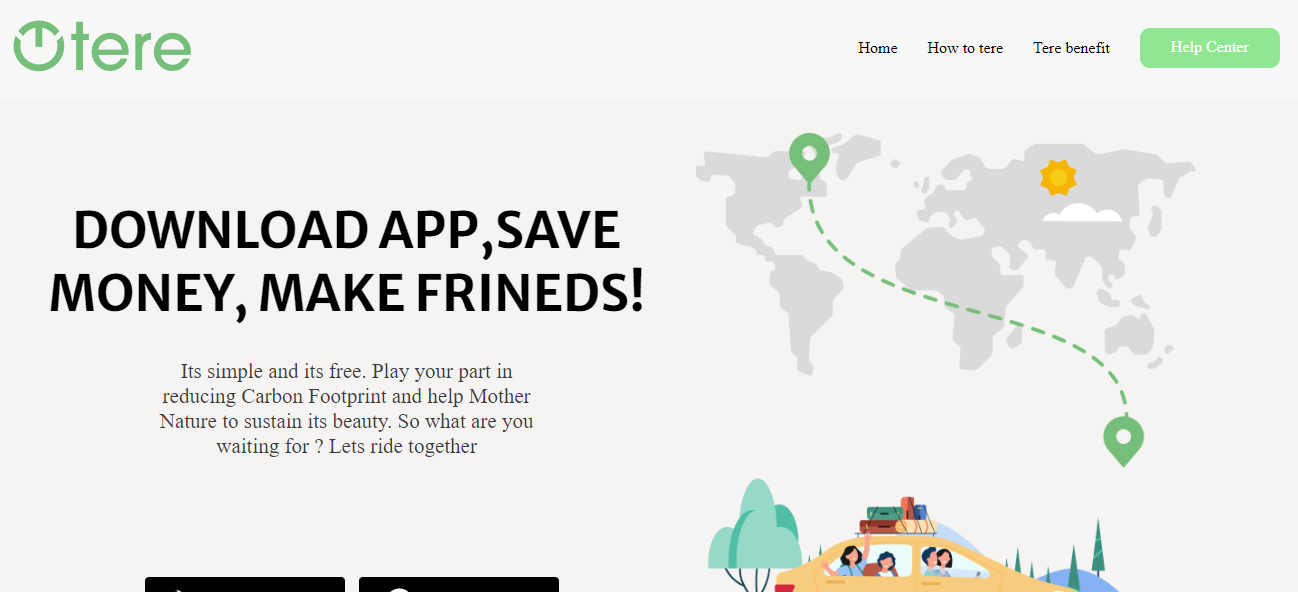 tere
Home How to tere Tere benefit Help Center
DOWNLOAD APP,SAVE
MONEY, MAKE FRINEDS!
Its simple and its free. Play your part in
reducing Carbon Footprint and help Mother
Nature to sustain its beauty. So what are you
waiting for ? Lets ride together